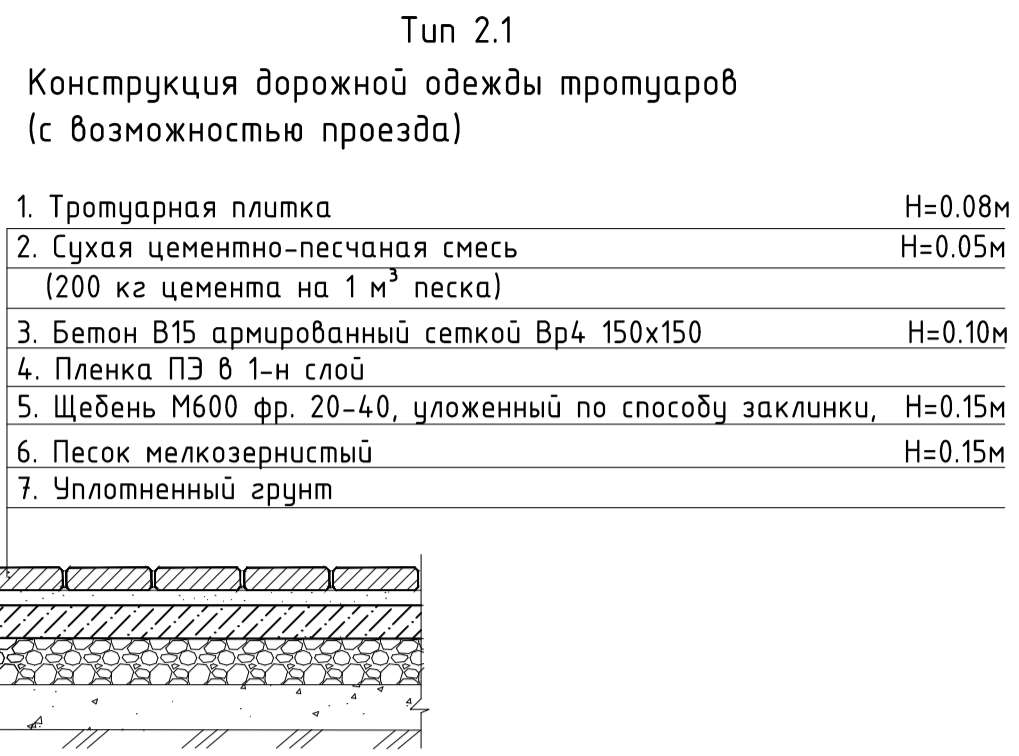 Тип 2.1
Конструкция дорожной одежды тротуаров
(с возможностью проезда)
1. Тротуарная плитка H=0.08м
2. Сухая цементно-песчаная смесь H=0.05м
(200 кг цемента на 1 м³ песка)
3. Бетон В15 армированный сеткой Вр4 150х150 H=0.10м
4. Пленка ПЭ в 1-н слой
5. Щебень М600 фр. 20-40, уложенный по способу заклинки, H=0.15м
6. Песок мелкозернистый H=0.15м
7. Уплотненный грунт